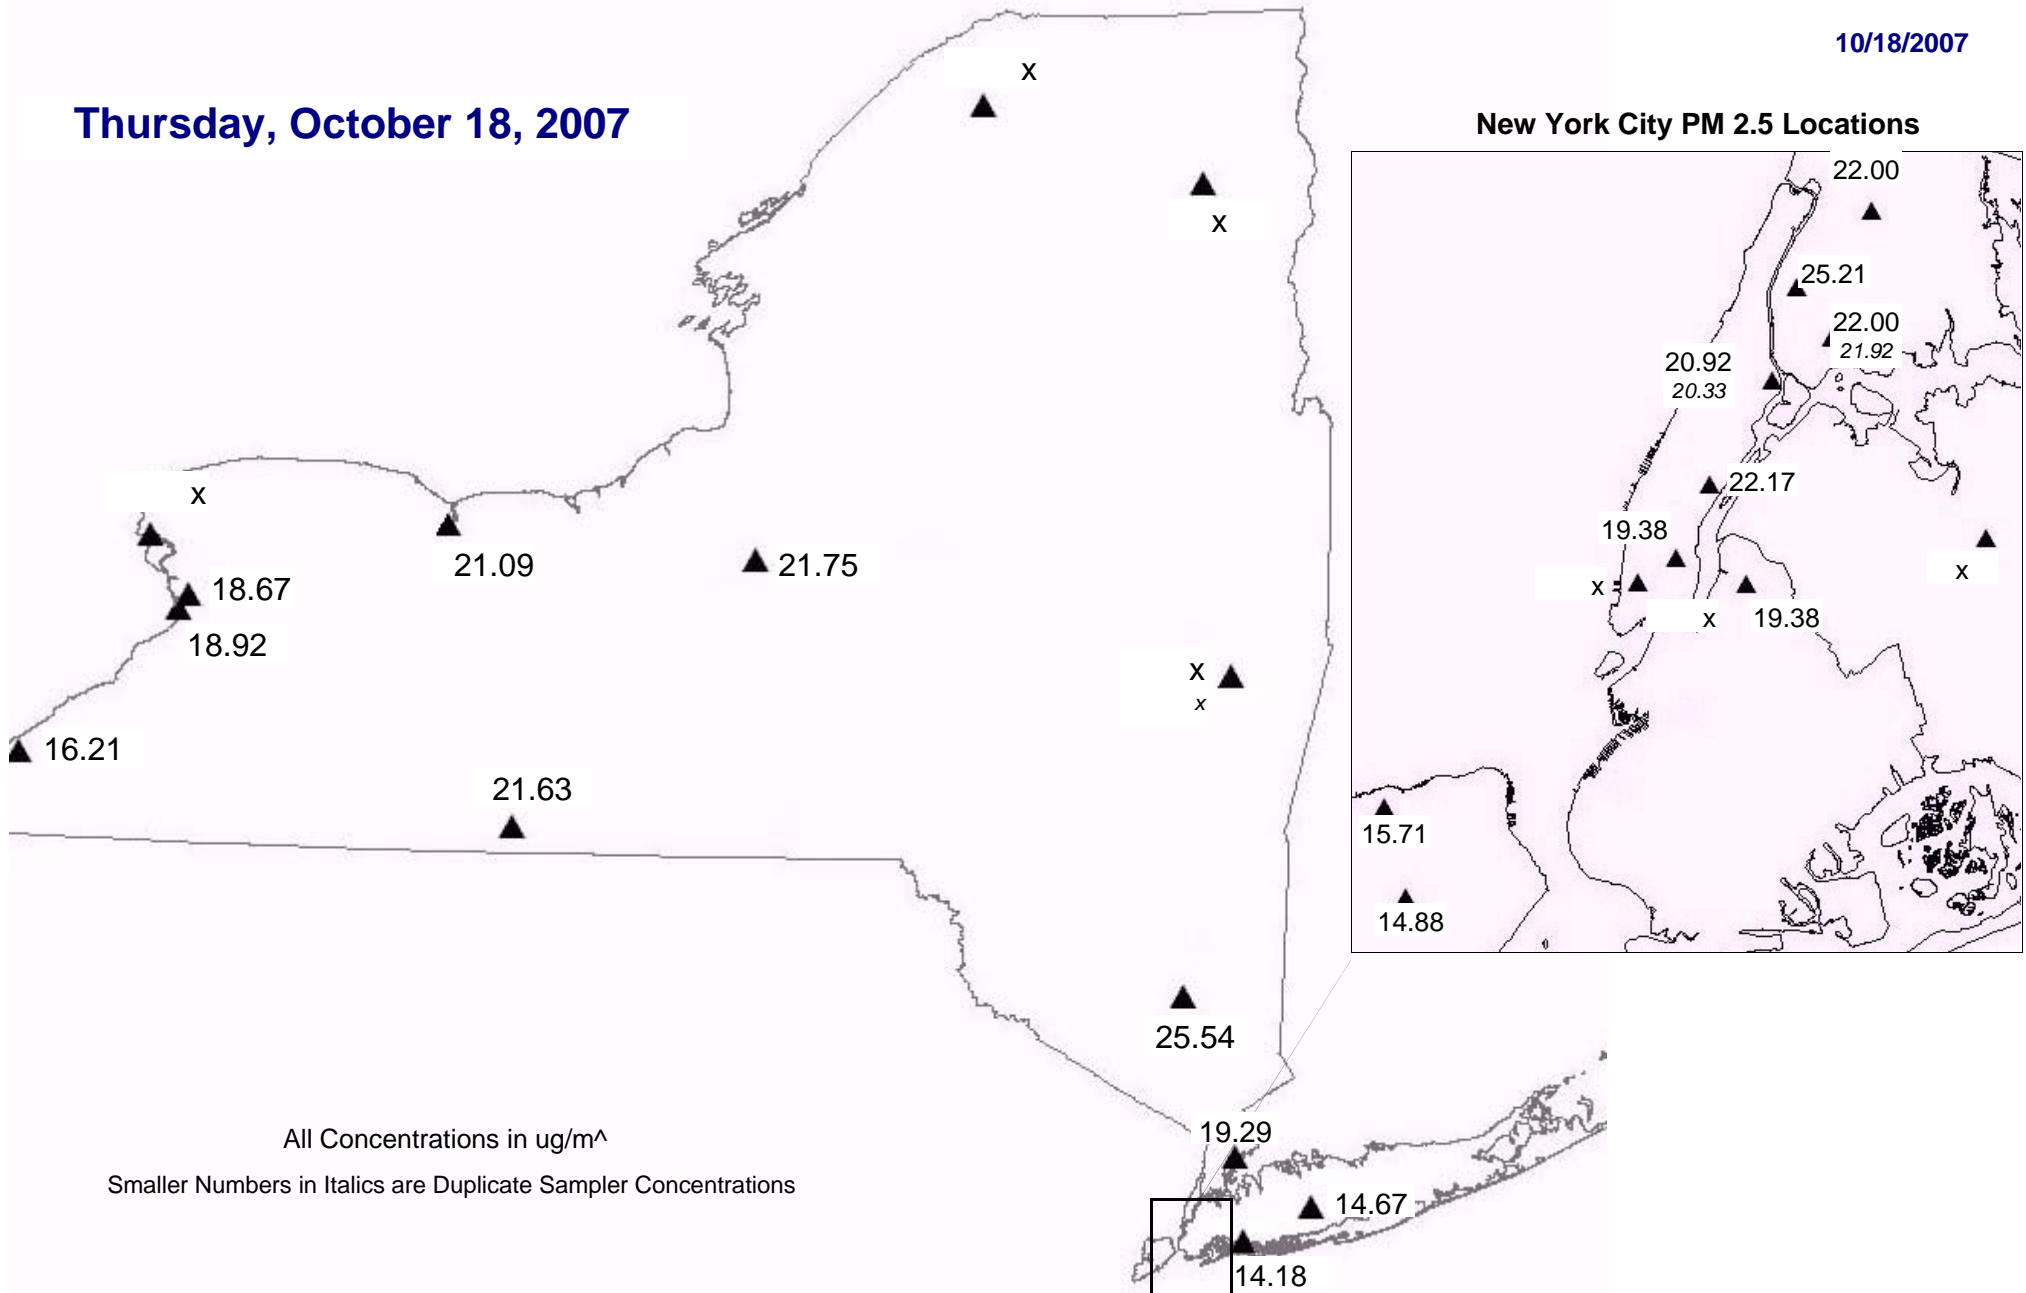 10/18/2007
Thursday, October 18, 2007
New York City PM 2.5 Locations
x
x
x
21.09
21.75
18.67
18.92
x
x
16.21
21.63
25.54
19.29
14.67
14.18
All Concentrations in ug/m^
Smaller Numbers in Italics are Duplicate Sampler Concentrations
22.00
25.21
22.00
21.92
20.92
20.33
22.17
19.38
x
x
19.38
x
15.71
14.88